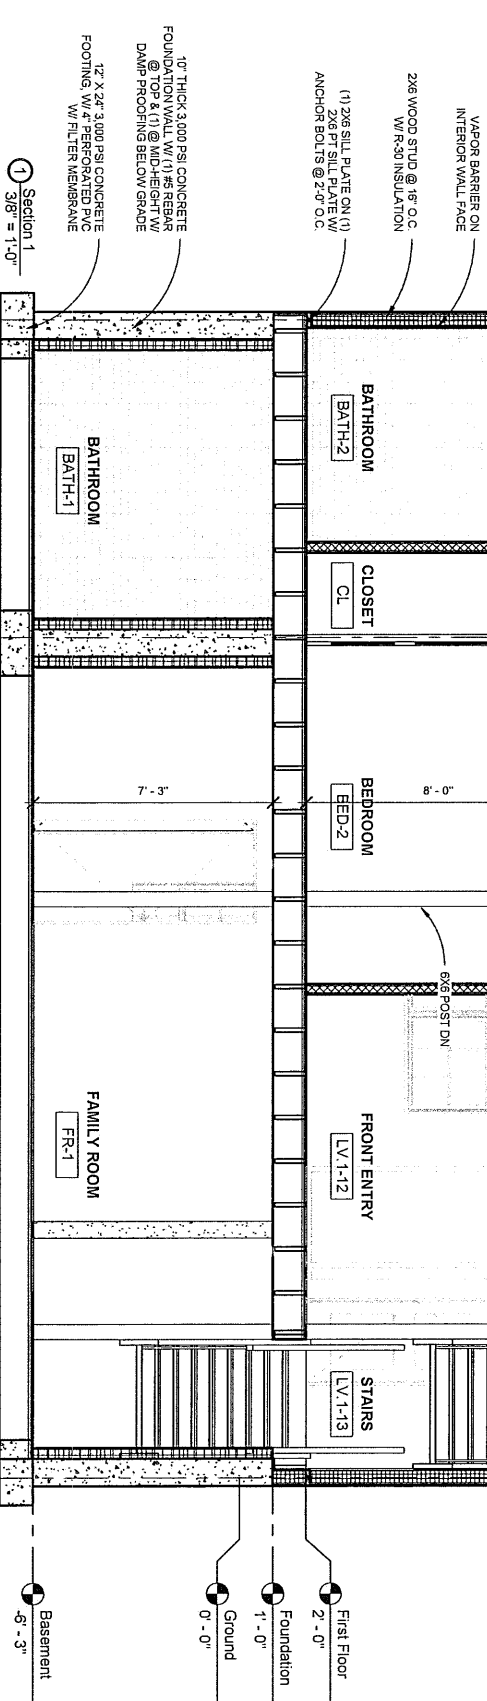 VAPOR BARRIER ON
INTERIOR WALL FACE
2X6 WOOD STUD @ 16" O.C.
W/ R-30 INSULATION
(1) 2X6 SILL PLATE ON (1)
2X6 PT SILL PLATE W/
ANCHOR BOLTS @ 2'-0" O.C.
10" THICK 3,000 PSI CONCRETE
FOUNDATION WALL W/ (1) #5 REBAR
@ TOP & (1) @ MID-HEIGHT W/
DAMP PROOFING BELOW GRADE
12" X 24" 3,000 PSI CONCRETE
FOOTING, W/ 4" PERFORATED PVC
W/ FILTER MEMBRANE
1
Section 1
3/8" = 1'-0"
BATHROOM
BATH-2
CLOSET
CL
BEDROOM
BED-2
8' - 0"
6X6 POST DN
FRONT ENTRY
LV.1-12
STAIRS
LV.1-13
BATHROOM
BATH-1
7' - 3"
FAMILY ROOM
FR-1
First Floor
2' - 0"
Foundation
1' - 0"
Ground
0' - 0"
Basement
-6' - 3"